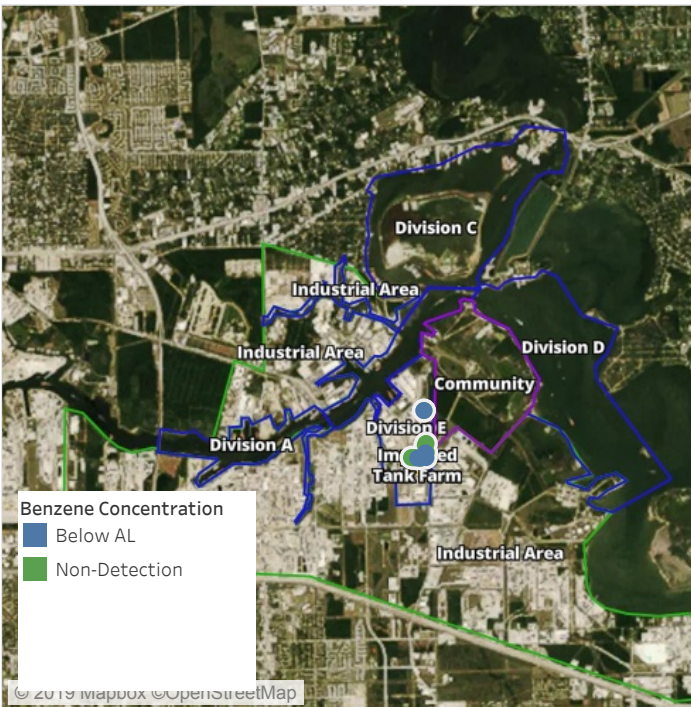 Division C
Industrial Area
Division D
Industrial Area
Community
Division E
Division A
Tank Farm
Benzene Concentration
Below AL
Non-Detection
Industrial Area
© 2019 Mapbox ©OpenStreetMap